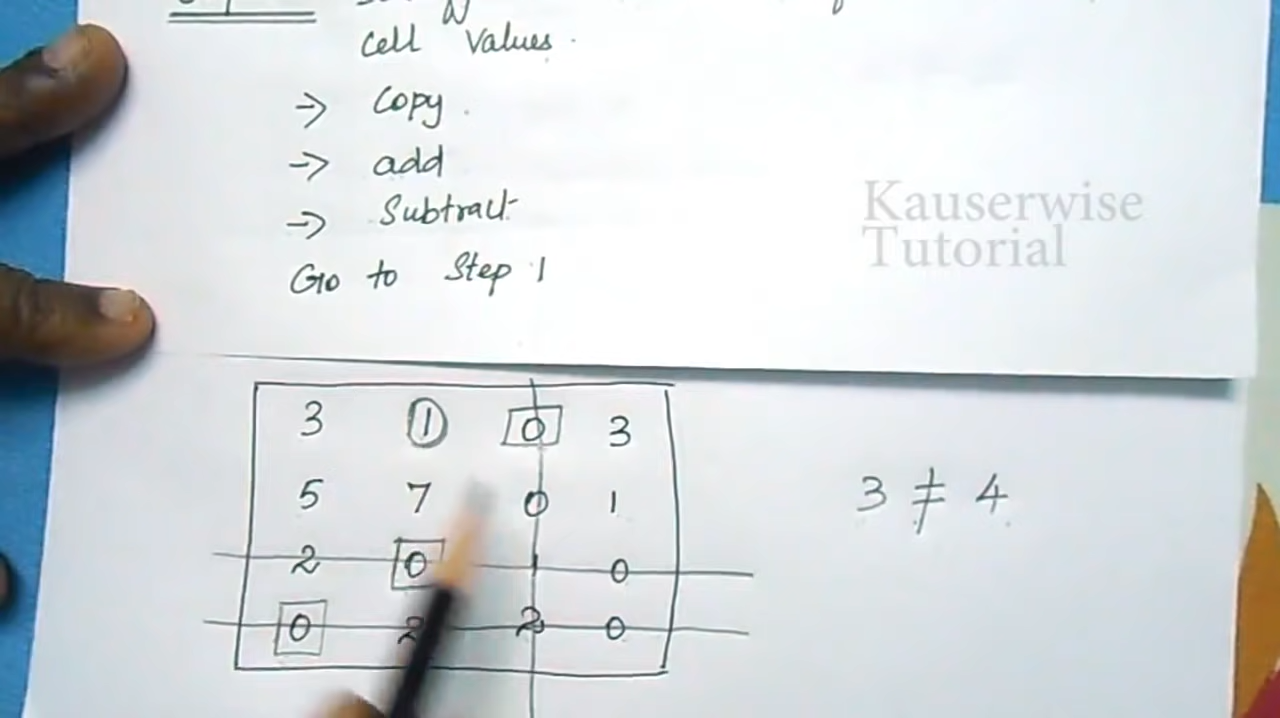 Cell Values.
→ Copy.
→ add
→ Subtract
Go to Step 1
Kauserwise
Tutorial
3 1 0 3
5 7 0 1
2 0 1 0
0 2 2 0
3 ≠ 4